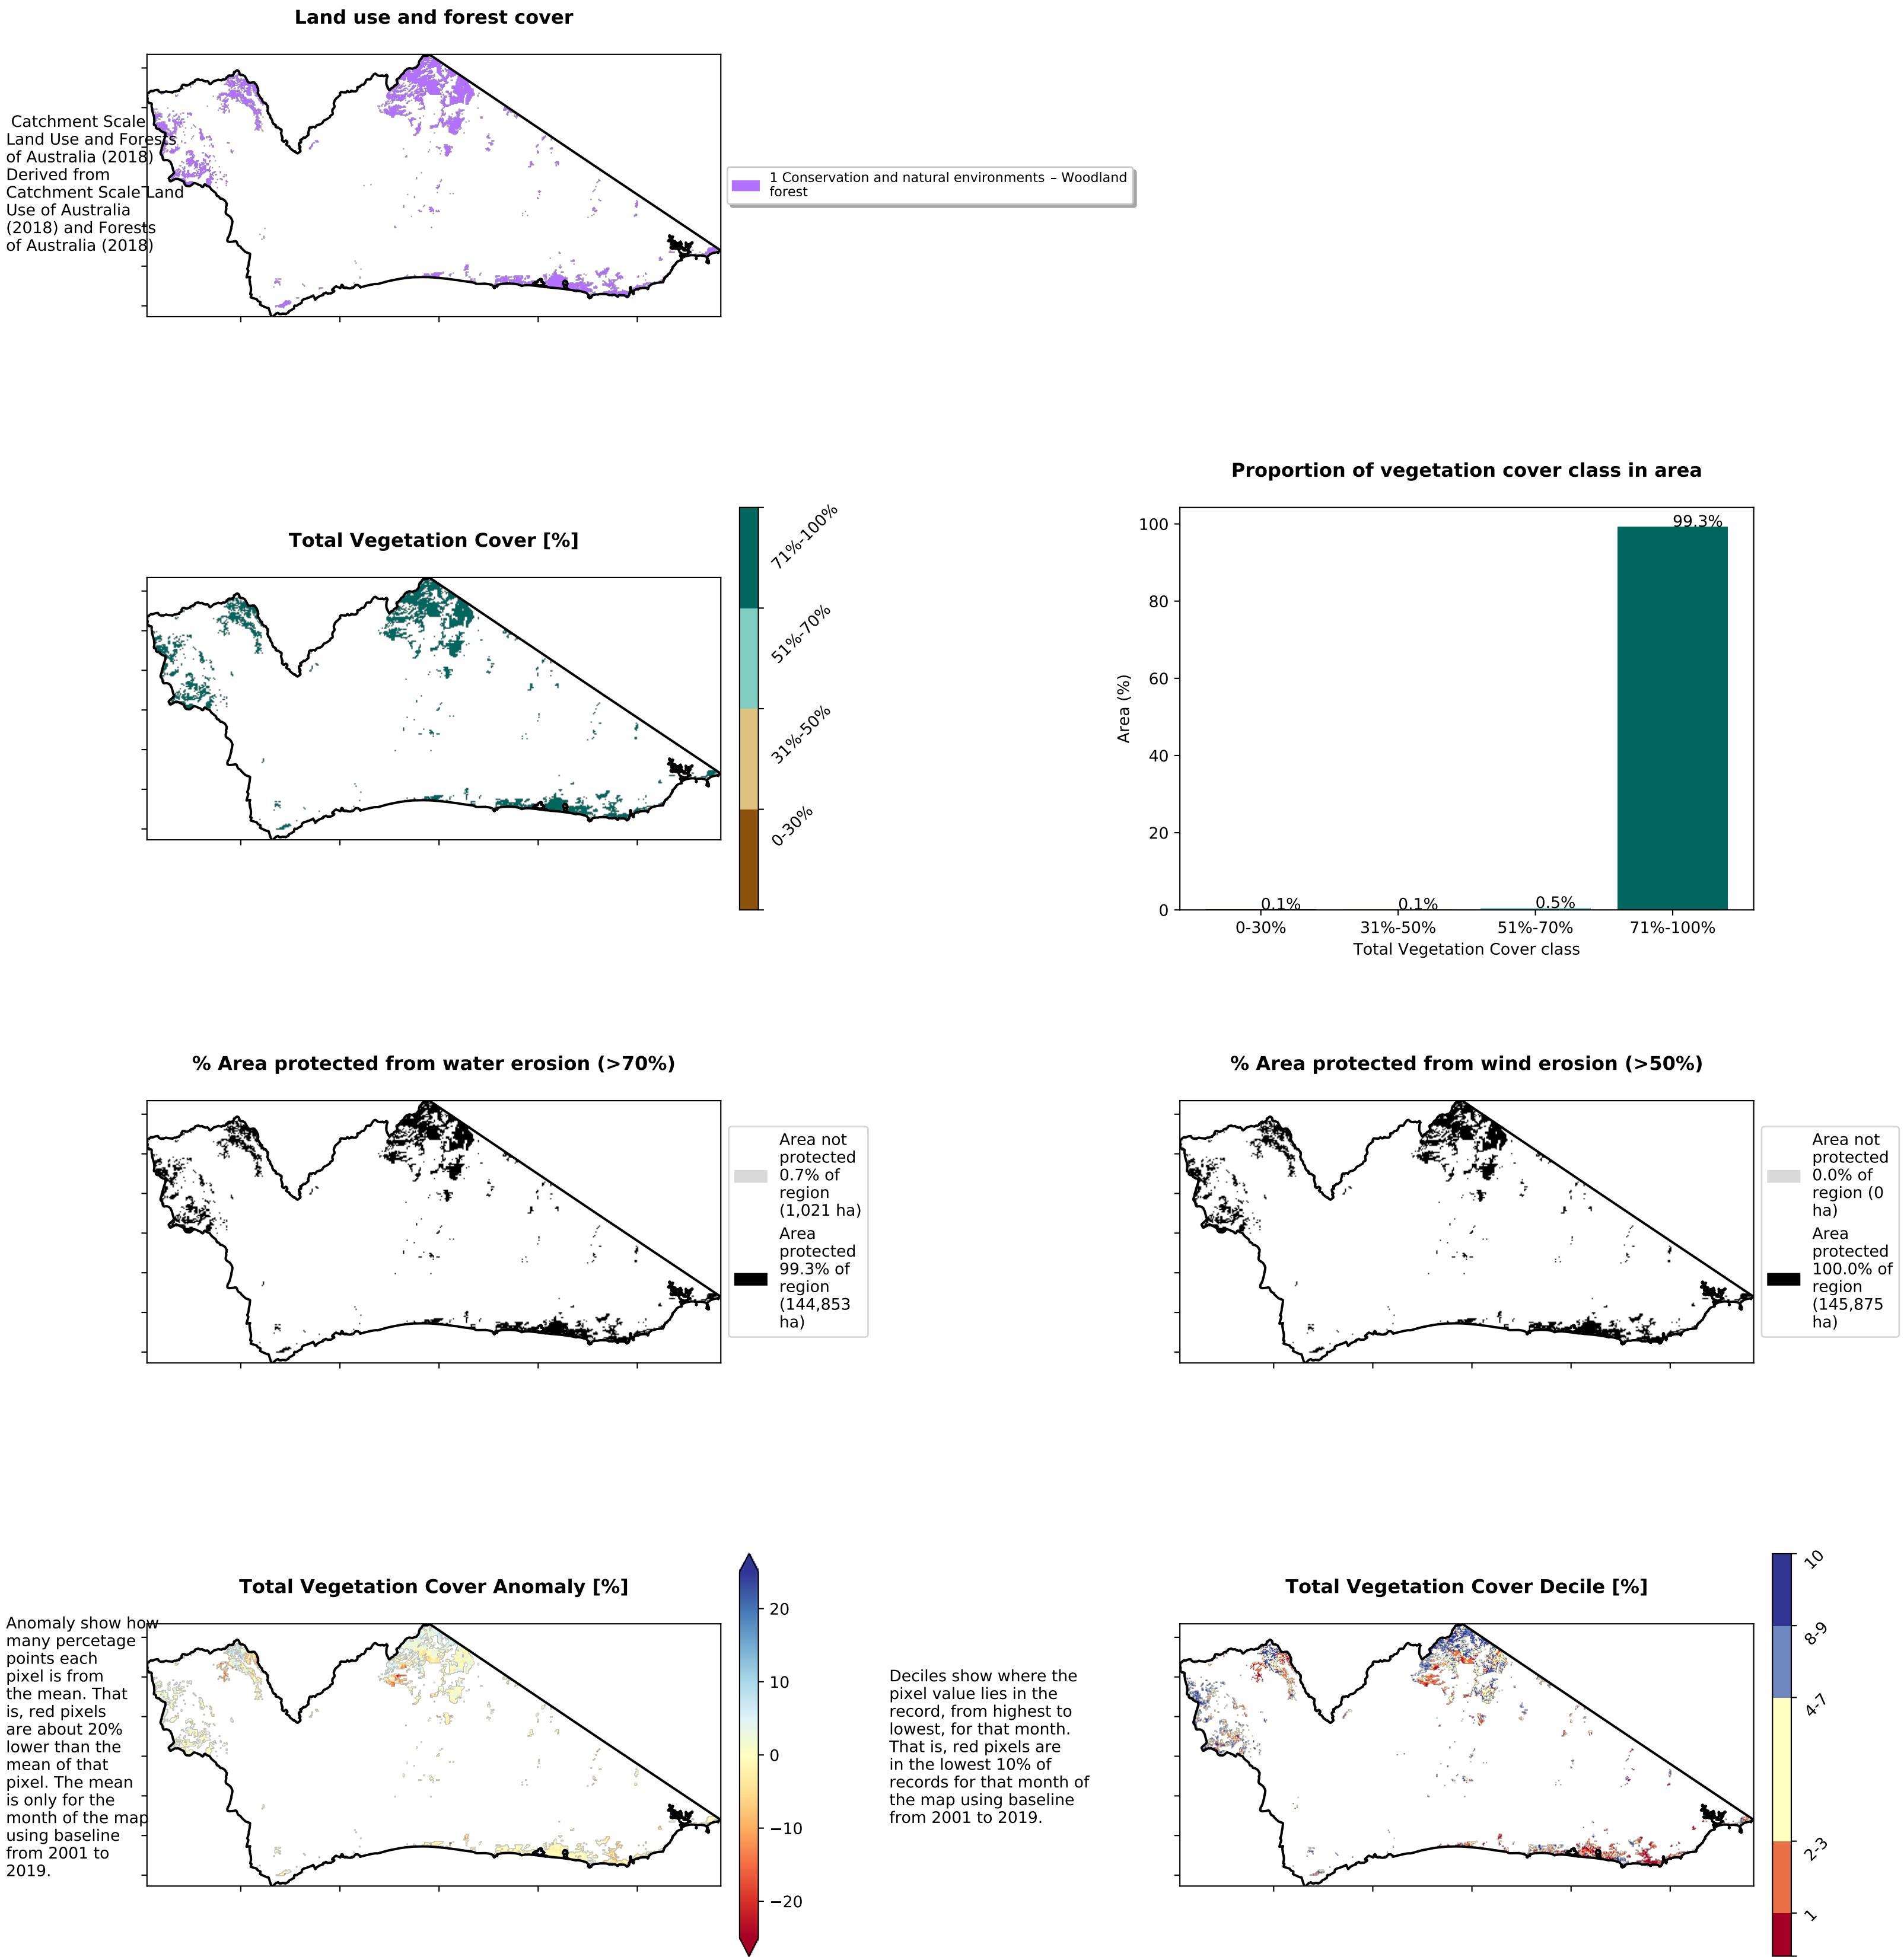 Land use and forest cover
Catchment Scale
Land Use and Forests
of Australia (2018)
Derived from
Catchment Scale Land
Use of Australia
(2018) and Forests
of Australia (2018)
1 Conservation and natural environments – Woodland
forest
Total Vegetation Cover [%]
71%-100%
51%-70%
31%-50%
0-30%
Proportion of vegetation cover class in area
Area (%)
100
80
60
40
20
0
0.1%
0.1%
0.5%
99.3%
0-30%
31%-50%
51%-70%
71%-100%
Total Vegetation Cover class
% Area protected from water erosion (>70%)
Area not
protected
0.7% of
region
(1,021 ha)
Area
protected
99.3% of
region
(144,853
ha)
% Area protected from wind erosion (>50%)
Area not
protected
0.0% of
region (0
ha)
Area
protected
100.0% of
region
(145,875
ha)
Total Vegetation Cover Anomaly [%]
Anomaly show how
many percetage
points each
pixel is from
the mean. That
is, red pixels
are about 20%
lower than the
mean of that
pixel. The mean
is only for the
month of the map
using baseline
from 2001 to
2019.
20
10
0
−10
−20
Total Vegetation Cover Decile [%]
Deciles show where the
pixel value lies in the
record, from highest to
lowest, for that month.
That is, red pixels are
in the lowest 10% of
records for that month of
the map using baseline
from 2001 to 2019.
10
8-9
4-7
2-3
1